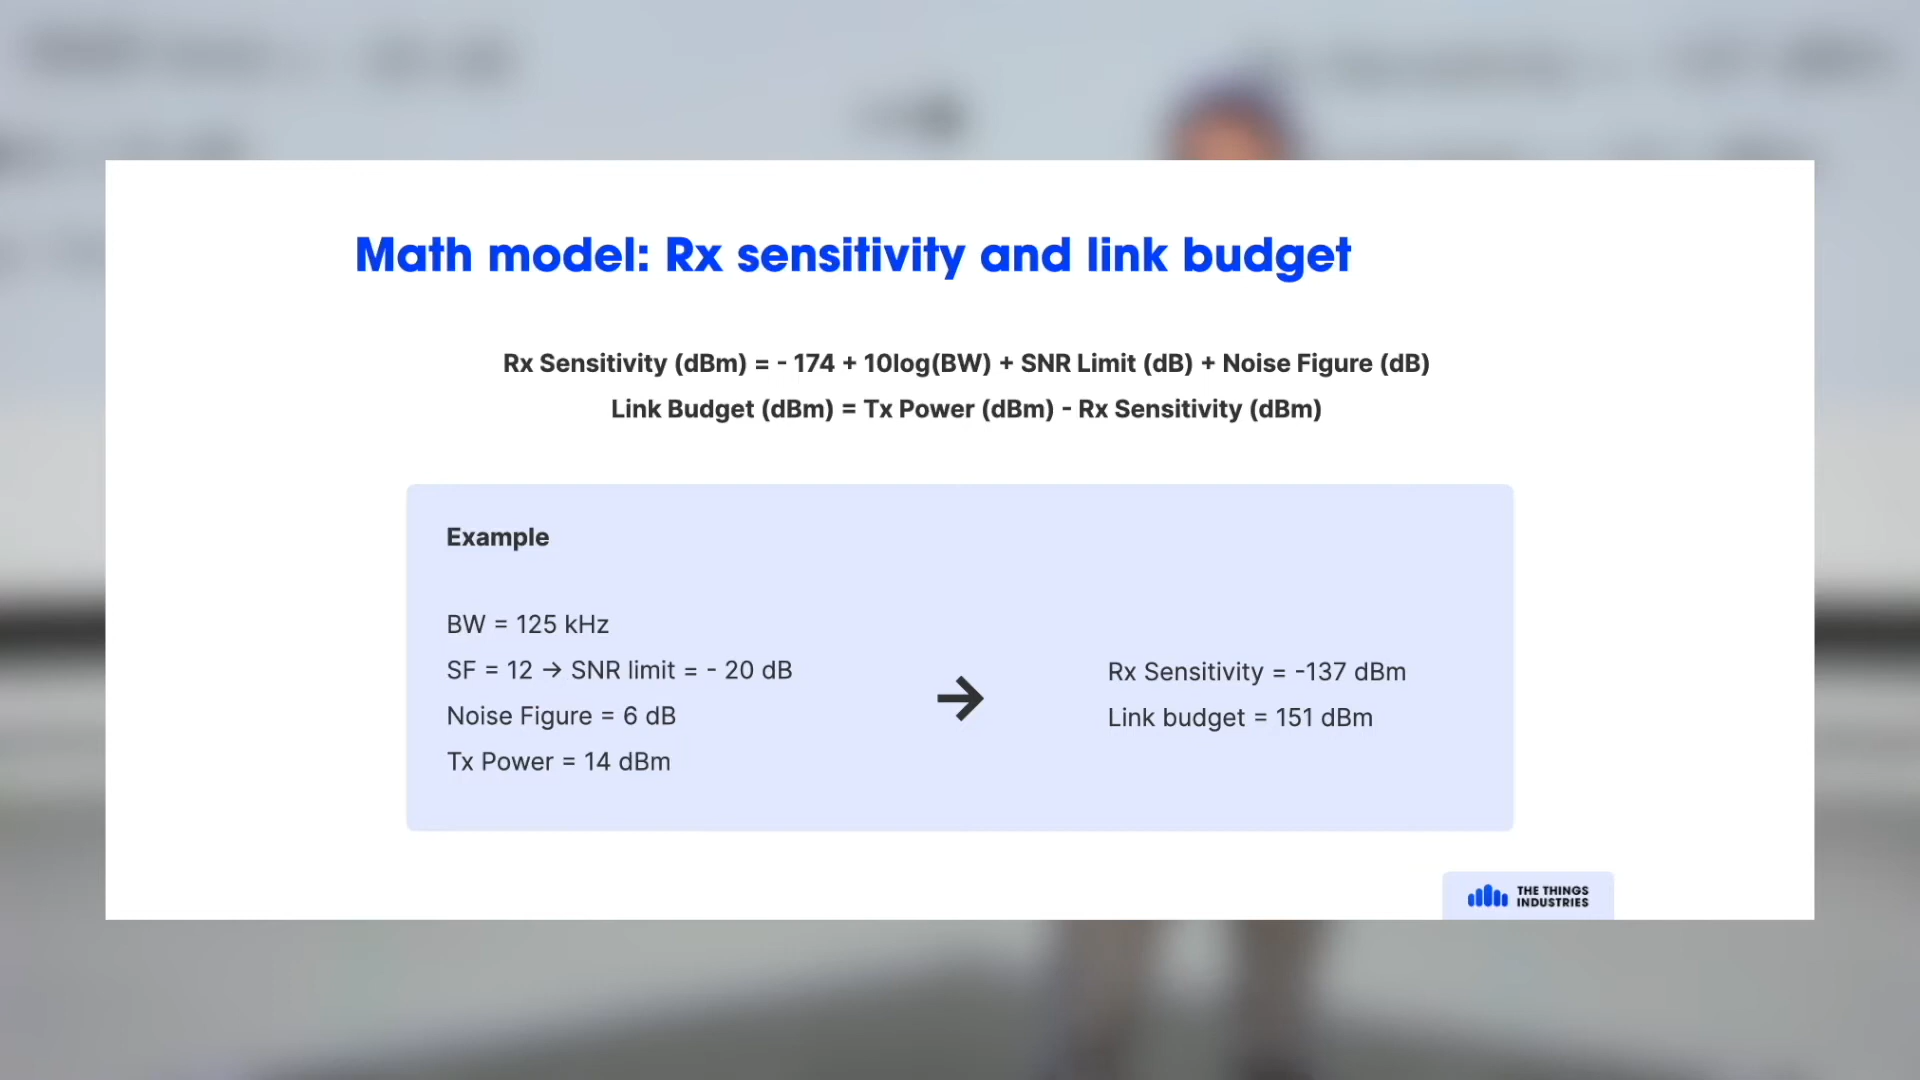 Math model: Rx sensitivity and link budget
Rx Sensitivity (dBm) = - 174 + 10log(BW) + SNR Limit (dB) + Noise Figure (dB)
Link Budget (dBm) = Tx Power (dBm) - Rx Sensitivity (dBm)
Example
BW = 125 kHz
SF = 12 → SNR limit = - 20 dB
Noise Figure = 6 dB
Tx Power = 14 dBm
→
Rx Sensitivity = -137 dBm
Link budget = 151 dBm
THE THINGS
INDUSTRIES